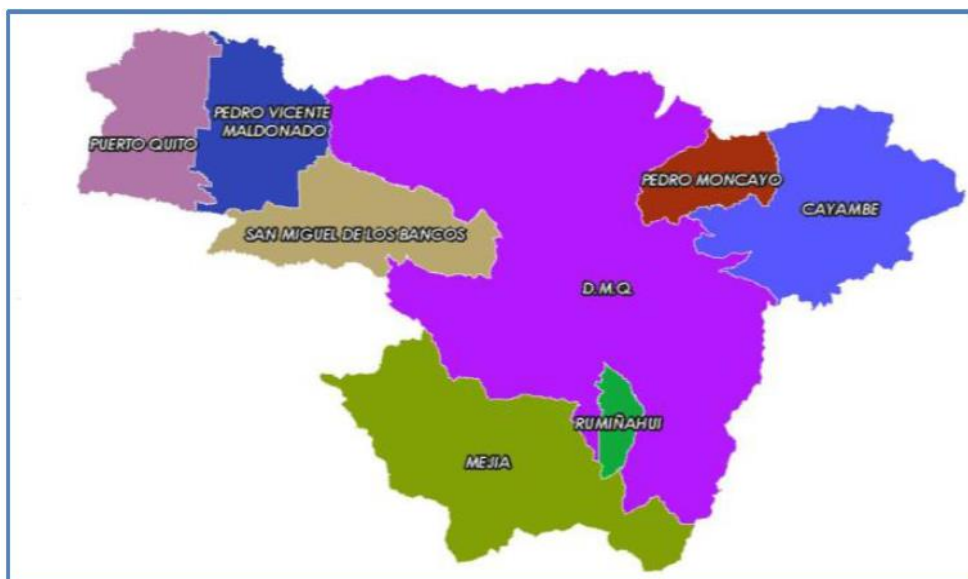 PEDRO VICENTE
MALDONADO
PUERTO QUITO
PEDRO MONCAYO
CAYAMBE
SAN MIGUEL DE LOS BANCOS
D.M.Q.
RUMIÑAHUI
MEJIA